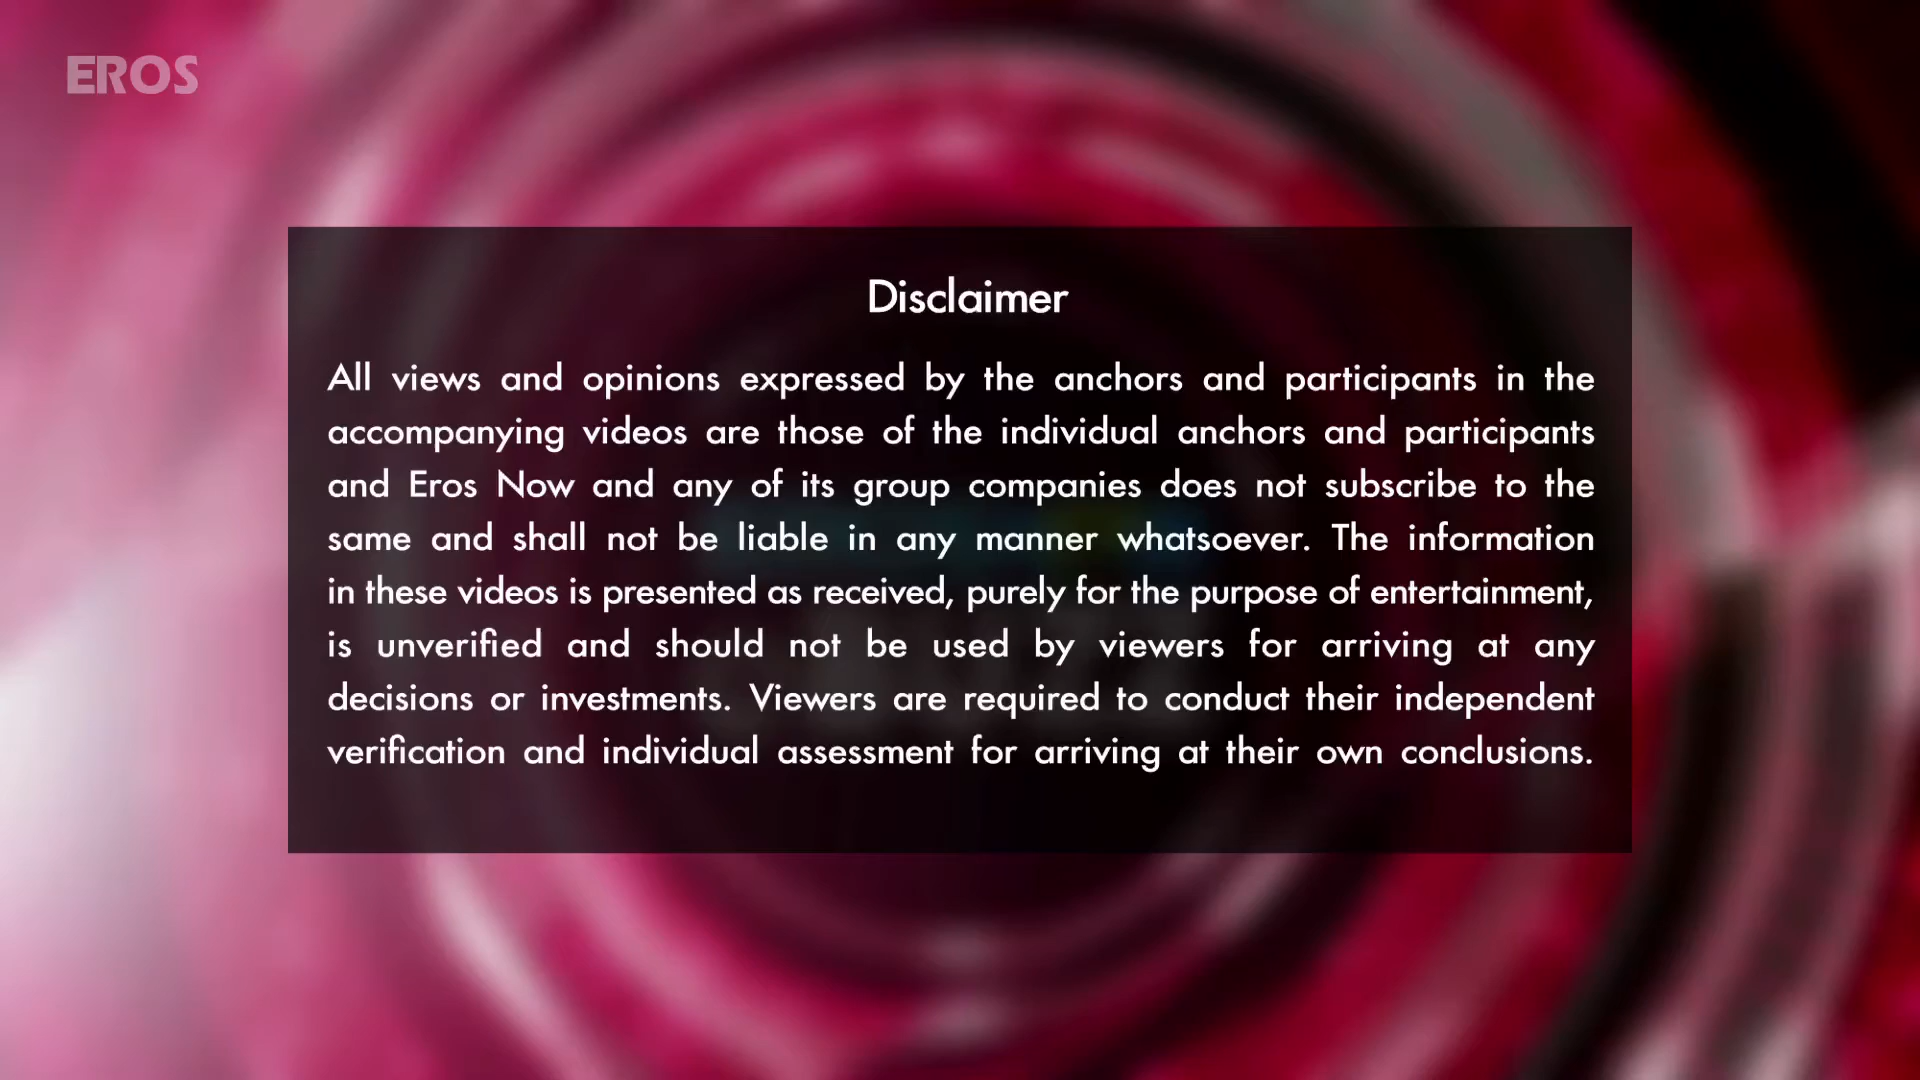 EROS
Disclaimer
All views and opinions expressed by the anchors and participants in the
accompanying videos are those of the individual anchors and participants
and Eros Now and any of its group companies does not subscribe to the
same and shall not be liable in any manner whatsoever. The information
in these videos is presented as received, purely for the purpose of entertainment,
is unverified and should not be used by viewers for arriving at any
decisions or investments. Viewers are required to conduct their independent
verification and individual assessment for arriving at their own conclusions.